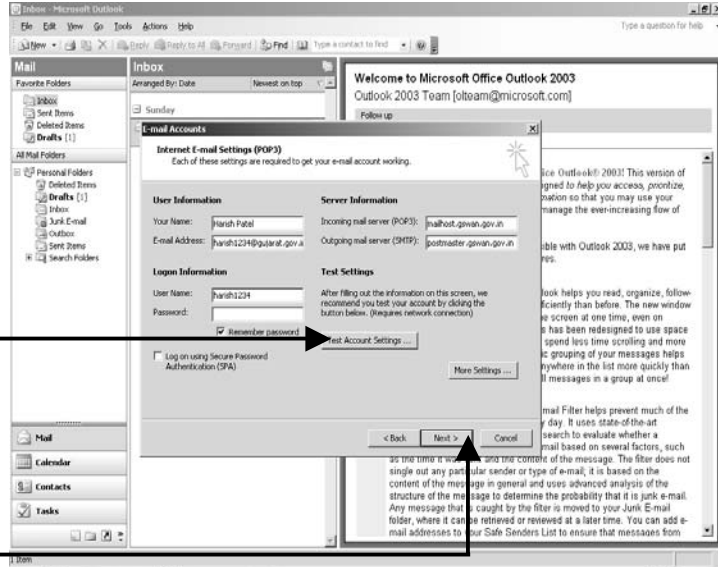 Inbox - Microsoft Outlook
File Edit View Go Tools Actions Help
Type a question for help
New Reply Reply to All Forward Find Type a contact to find
Mail
Favorite Folders
Inbox
Sent Items
Deleted Items
Drafts [1]
All Mail Folders
Personal Folders
Deleted Items
Drafts [1]
Inbox
Junk E-mail
Outbox
Sent Items
Search Folders
Mail
Calendar
Contacts
Tasks
1 Item
Inbox
Arranged By: Date Newest on top
Sunday
E-mail Accounts
Internet E-mail Settings (POP3)
Each of these settings are required to get your e-mail account working.
User Information
Your Name: Harish Patel
E-mail Address: harish1234@gujarat.gov.a
Server Information
Incoming mail server (POP3): mailhost.gswan.gov.in
Outgoing mail server (SMTP): postmaster.gswan.gov.in
Logon Information
User Name: harish1234
Password:
Remember password
Log on using Secure Password
Authentication (SPA)
Test Settings
After filling out the information on this screen, we
recommend you test your account by clicking the
button below. (Requires network connection)
Test Account Settings ...
More Settings ...
< Back Next > Cancel
Welcome to Microsoft Office Outlook 2003
Outlook 2003 Team [olteam@microsoft.com]
Follow up
ice Outlook® 2003! This version of
igned to help you access, prioritize,
mation so that you may use your
manage the ever-increasing flow of
ible with Outlook 2003, we have put
res.
look helps you read, organize, follow-
ficiently than before. The new window
e screen at one time, even on
s has been redesigned to use space
spend less time scrolling and more
ic grouping of your messages helps
nywhere in the list more quickly than
ll messages in a group at once!
mail Filter helps prevent much of the
y day. It uses state-of-the-art
search to evaluate whether a
mail based on several factors, such
as the time it was and the content of the message. The filter does not
single out any particular sender or type of e-mail; it is based on the
content of the message in general and uses advanced analysis of the
structure of the message to determine the probability that it is junk e-mail.
Any message that is caught by the filter is moved to your Junk E-mail
folder, where it can be retrieved or reviewed at a later time. You can add e-
mail addresses to your Safe Senders List to ensure that messages from